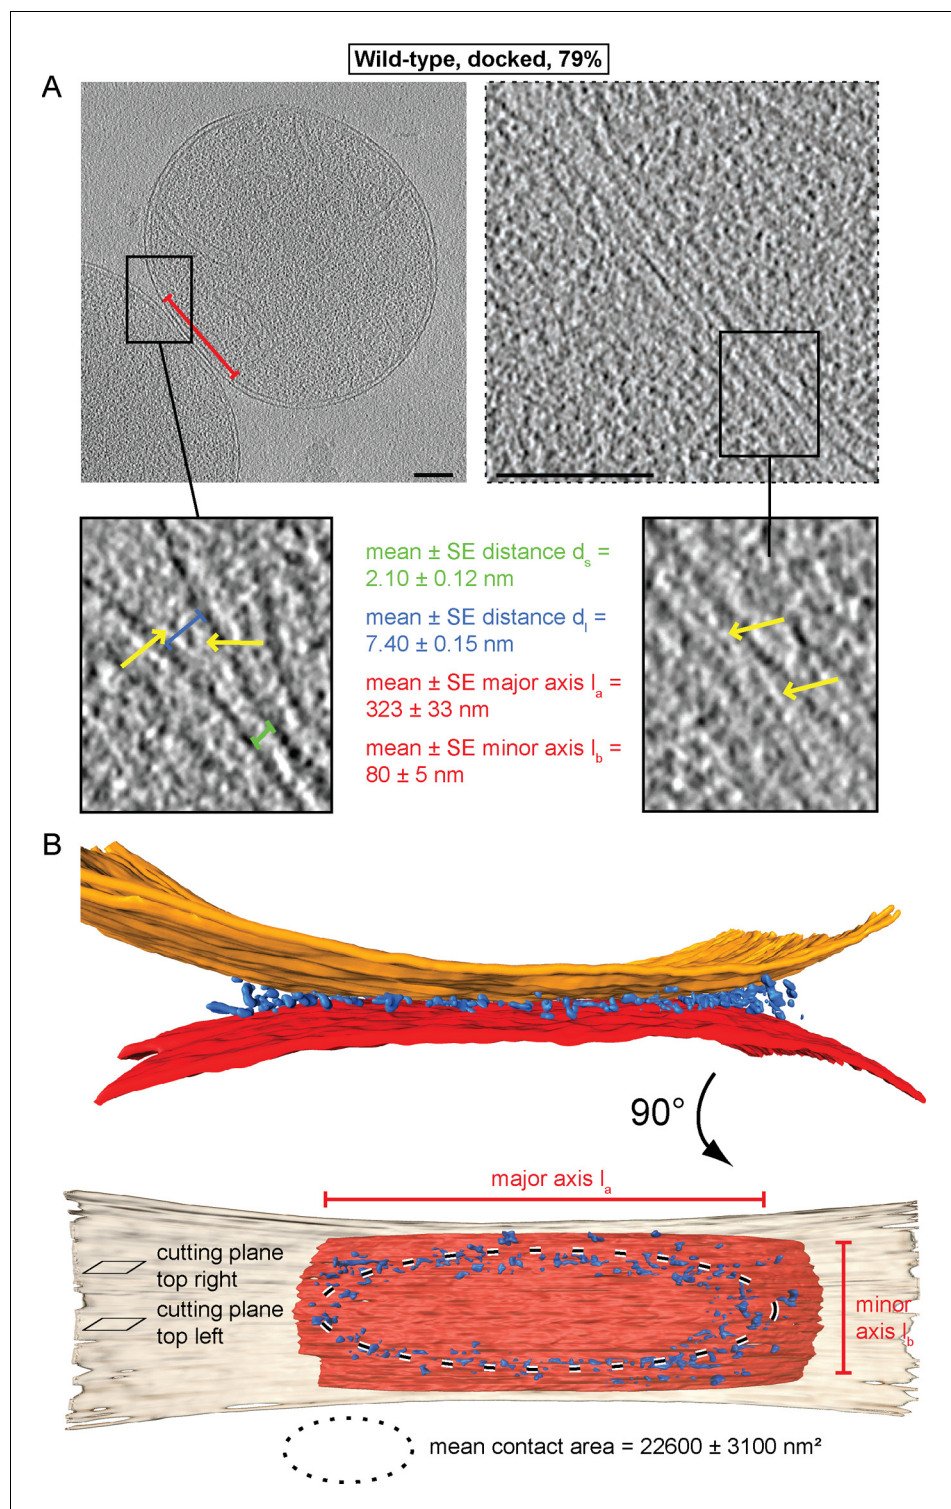 Wild-type, docked, 79%
A
mean ± SE distance dₛ =
2.10 ± 0.12 nm
mean ± SE distance dₗ =
7.40 ± 0.15 nm
mean ± SE major axis lₐ =
323 ± 33 nm
mean ± SE minor axis l_b =
80 ± 5 nm
B
90°
major axis lₐ
cutting plane
top right
cutting plane
top left
minor
axis l_b
mean contact area = 22600 ± 3100 nm²